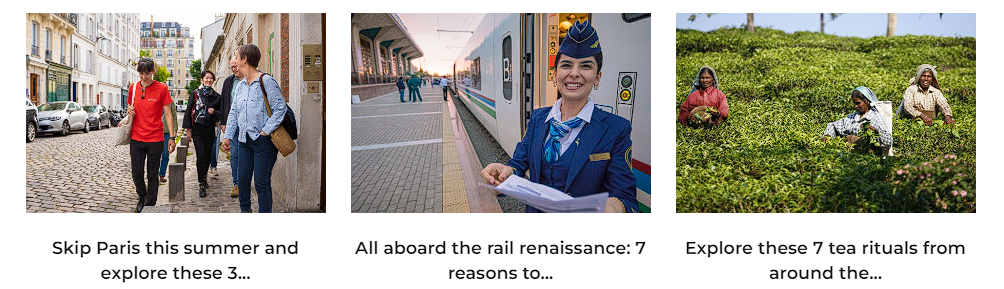 Skip Paris this summer and
explore these 3...
All aboard the rail renaissance: 7
reasons to...
Explore these 7 tea rituals from
around the...